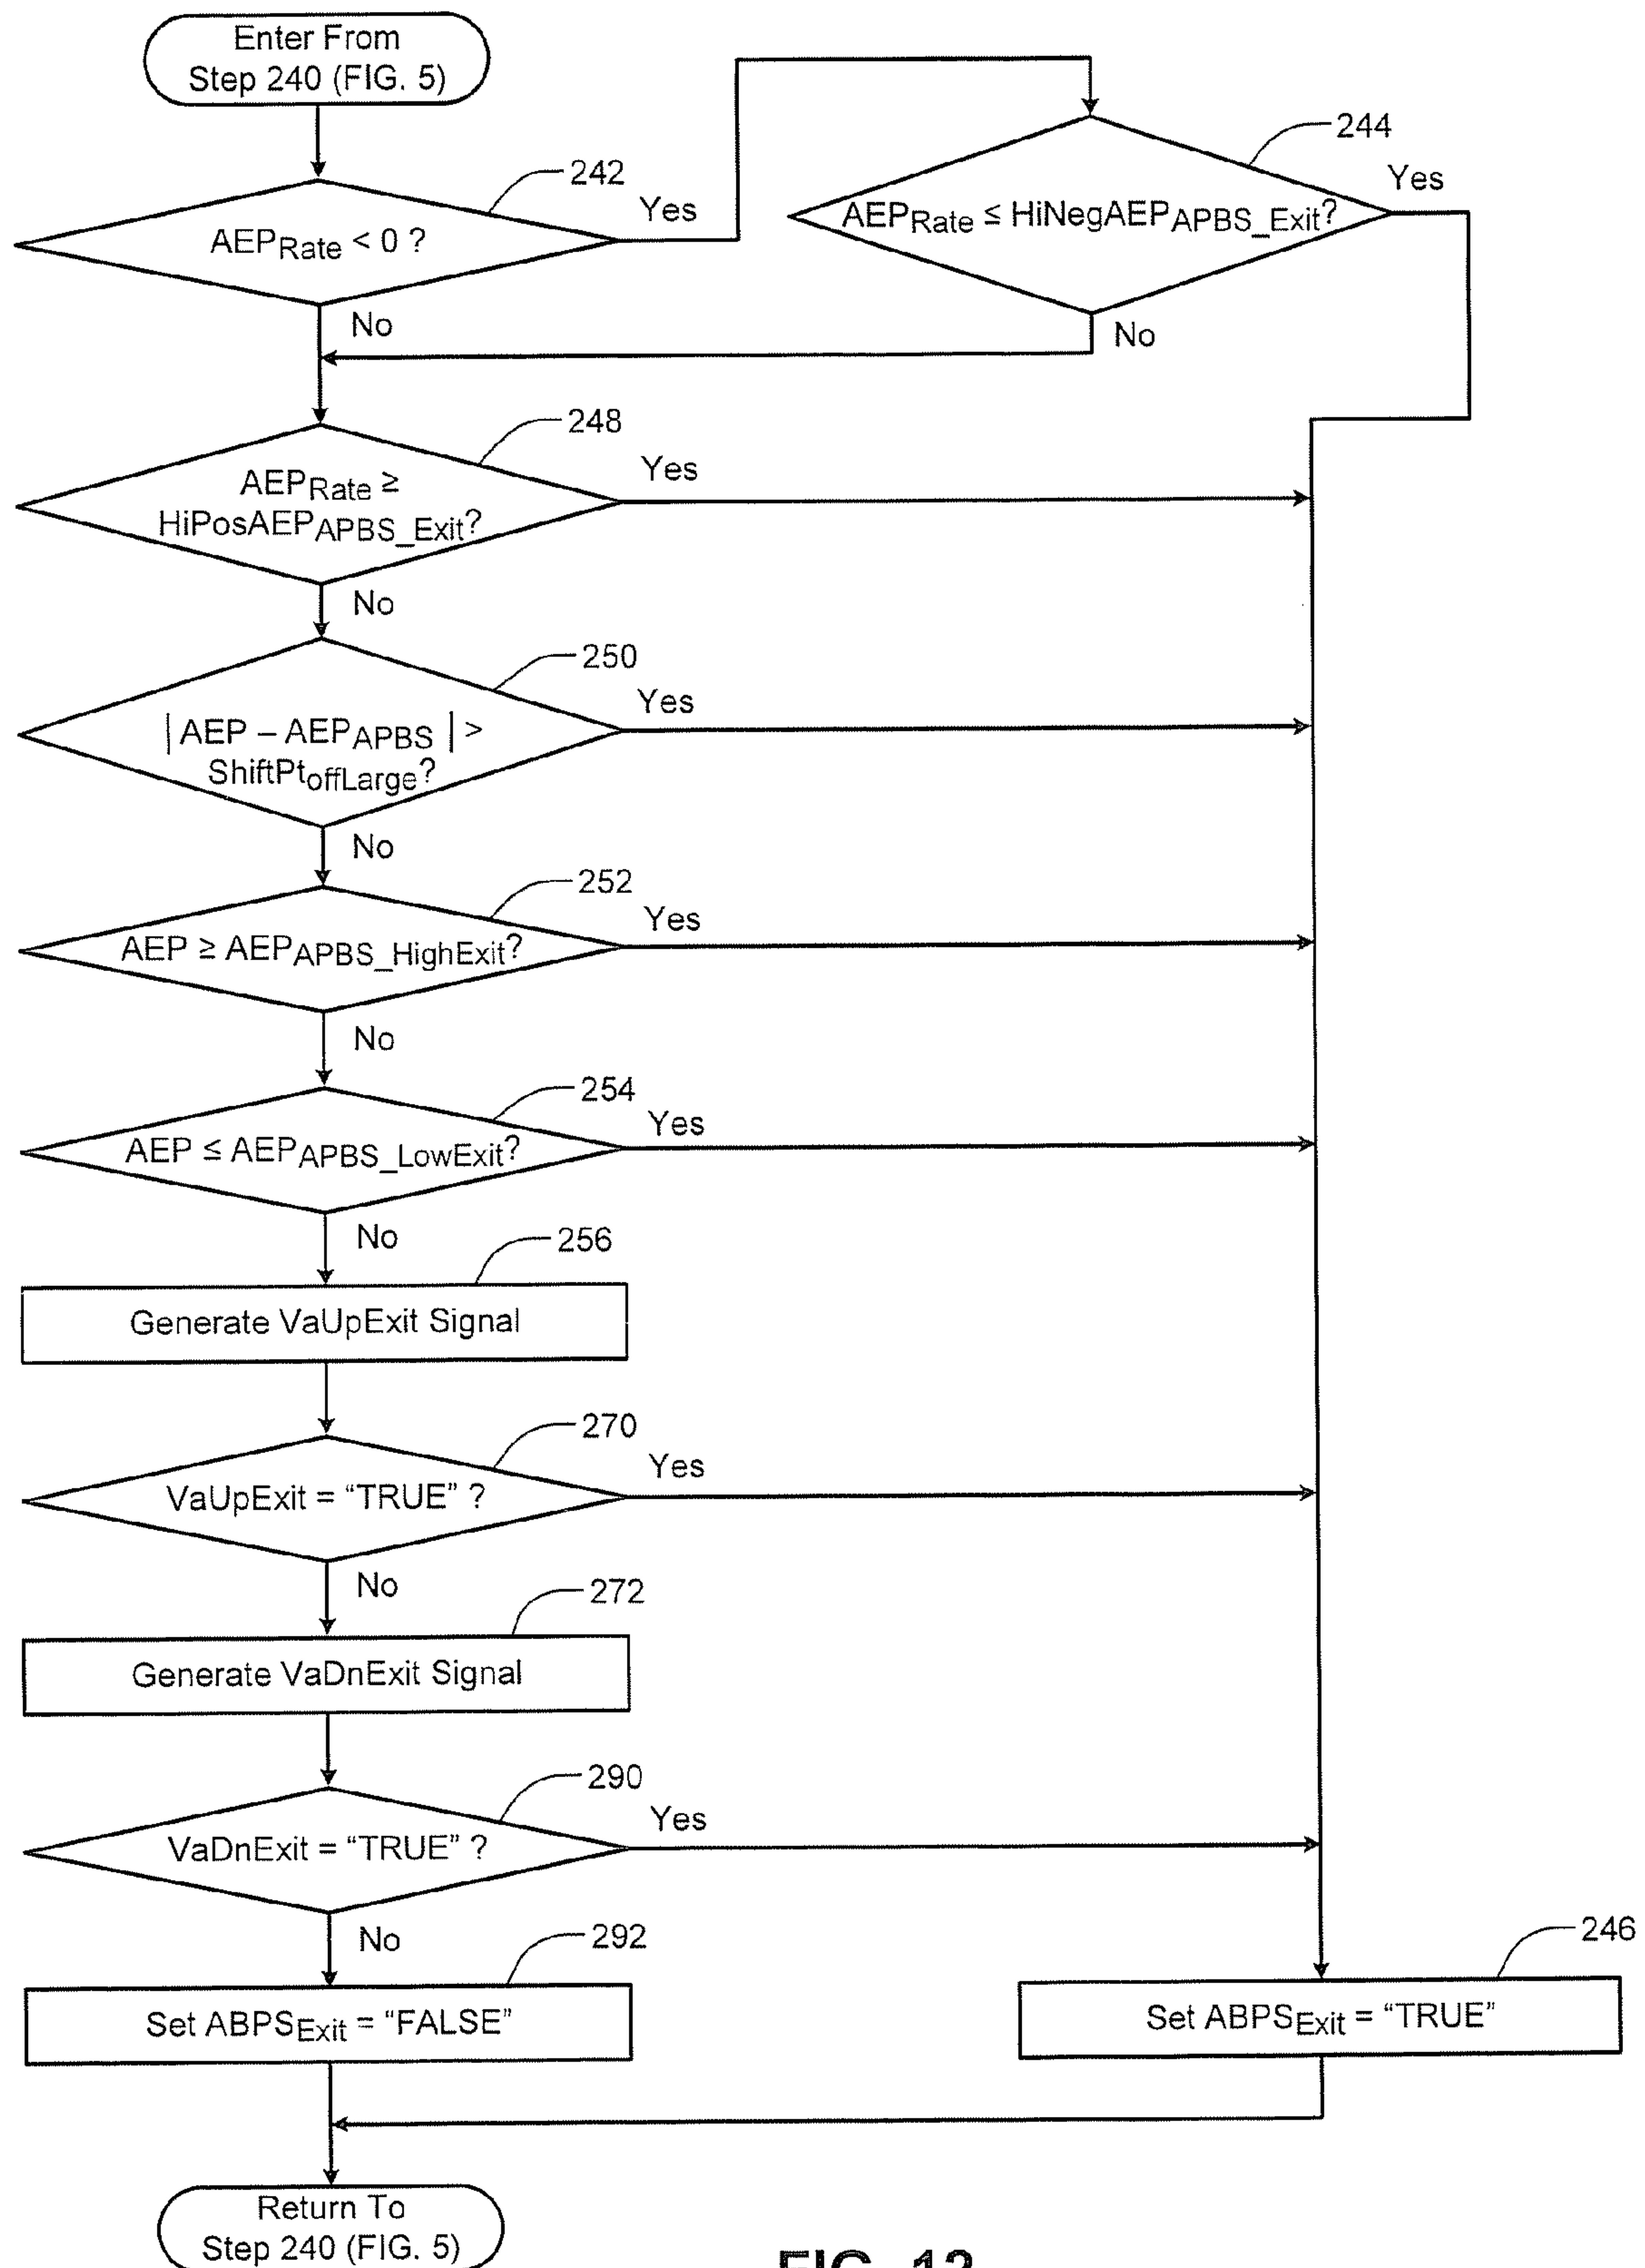 Enter From
Step 240 (FIG. 5)
242
AEPRate < 0 ?
Yes
No
244
AEPRate ≤ HiNegAEPAPBS_Exit?
Yes
No
248
AEPRate ≥
HiPosAEPAPBS_Exit?
Yes
No
250
| AEP – AEPAPBS | >
ShiftPtoffLarge?
Yes
No
252
AEP ≥ AEPAPBS_HighExit?
Yes
No
254
AEP ≤ AEPAPBS_LowExit?
Yes
No
256
Generate VaUpExit Signal
270
VaUpExit = “TRUE” ?
Yes
No
272
Generate VaDnExit Signal
290
VaDnExit = “TRUE” ?
Yes
No
292
Set ABPSExit = “FALSE”
246
Set ABPSExit = “TRUE”
Return To
Step 240 (FIG. 5)
FIG. 12